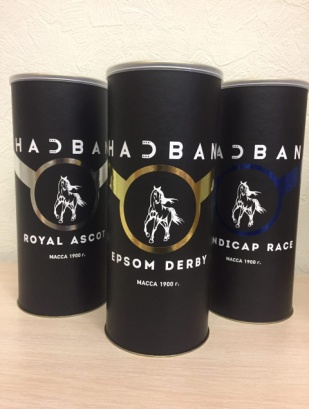 HADBAN
ROYAL ASCOT
МАССА 1900 г.
HADBAN
EPSOM DERBY
МАССА 1900 г.
ADBAN
NDICAP RACE
МАССА 1900 г.